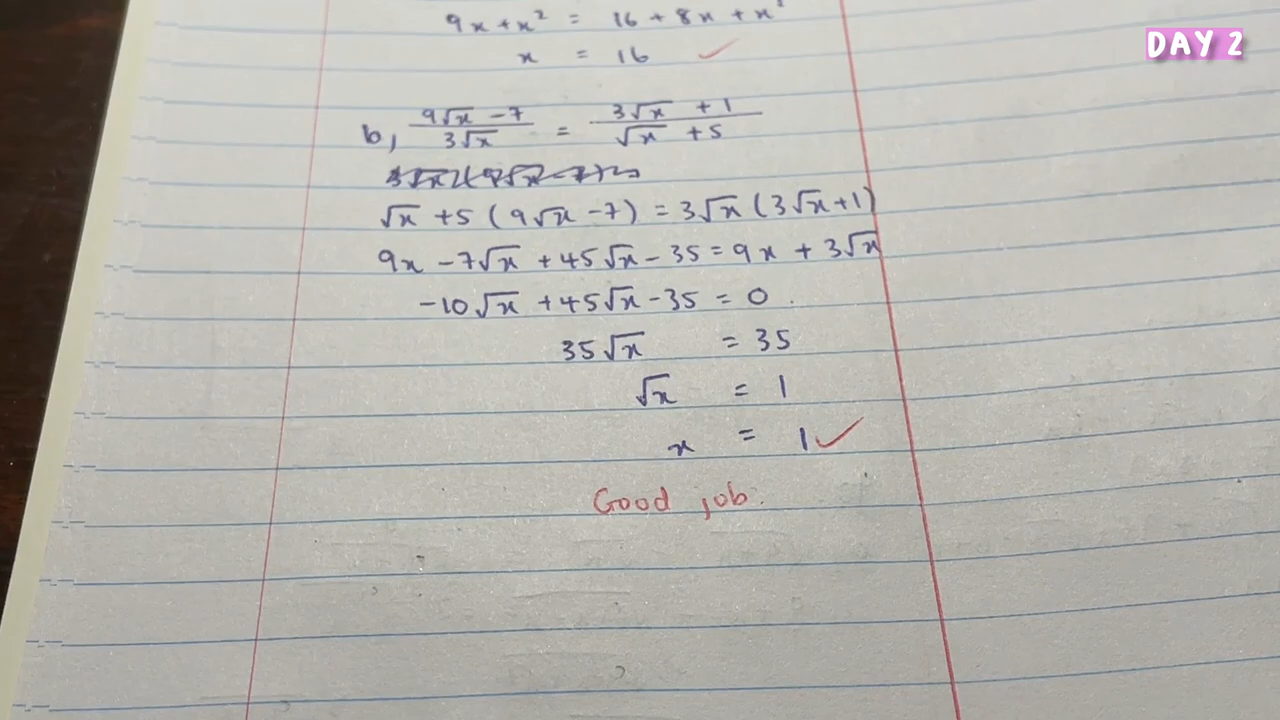 9x + x² = 16 + 8x + x²
DAY 2
x = 16 ✓
b, 9√x - 7 / 3√x = 3√x + 1 / √x + 5
√x + 5 (9√x - 7) = 3√x (3√x + 1)
9x - 7√x + 45√x - 35 = 9x + 3√x
-10√x + 45√x - 35 = 0.
35√x = 35
√x = 1
x = 1 ✓
Good job.